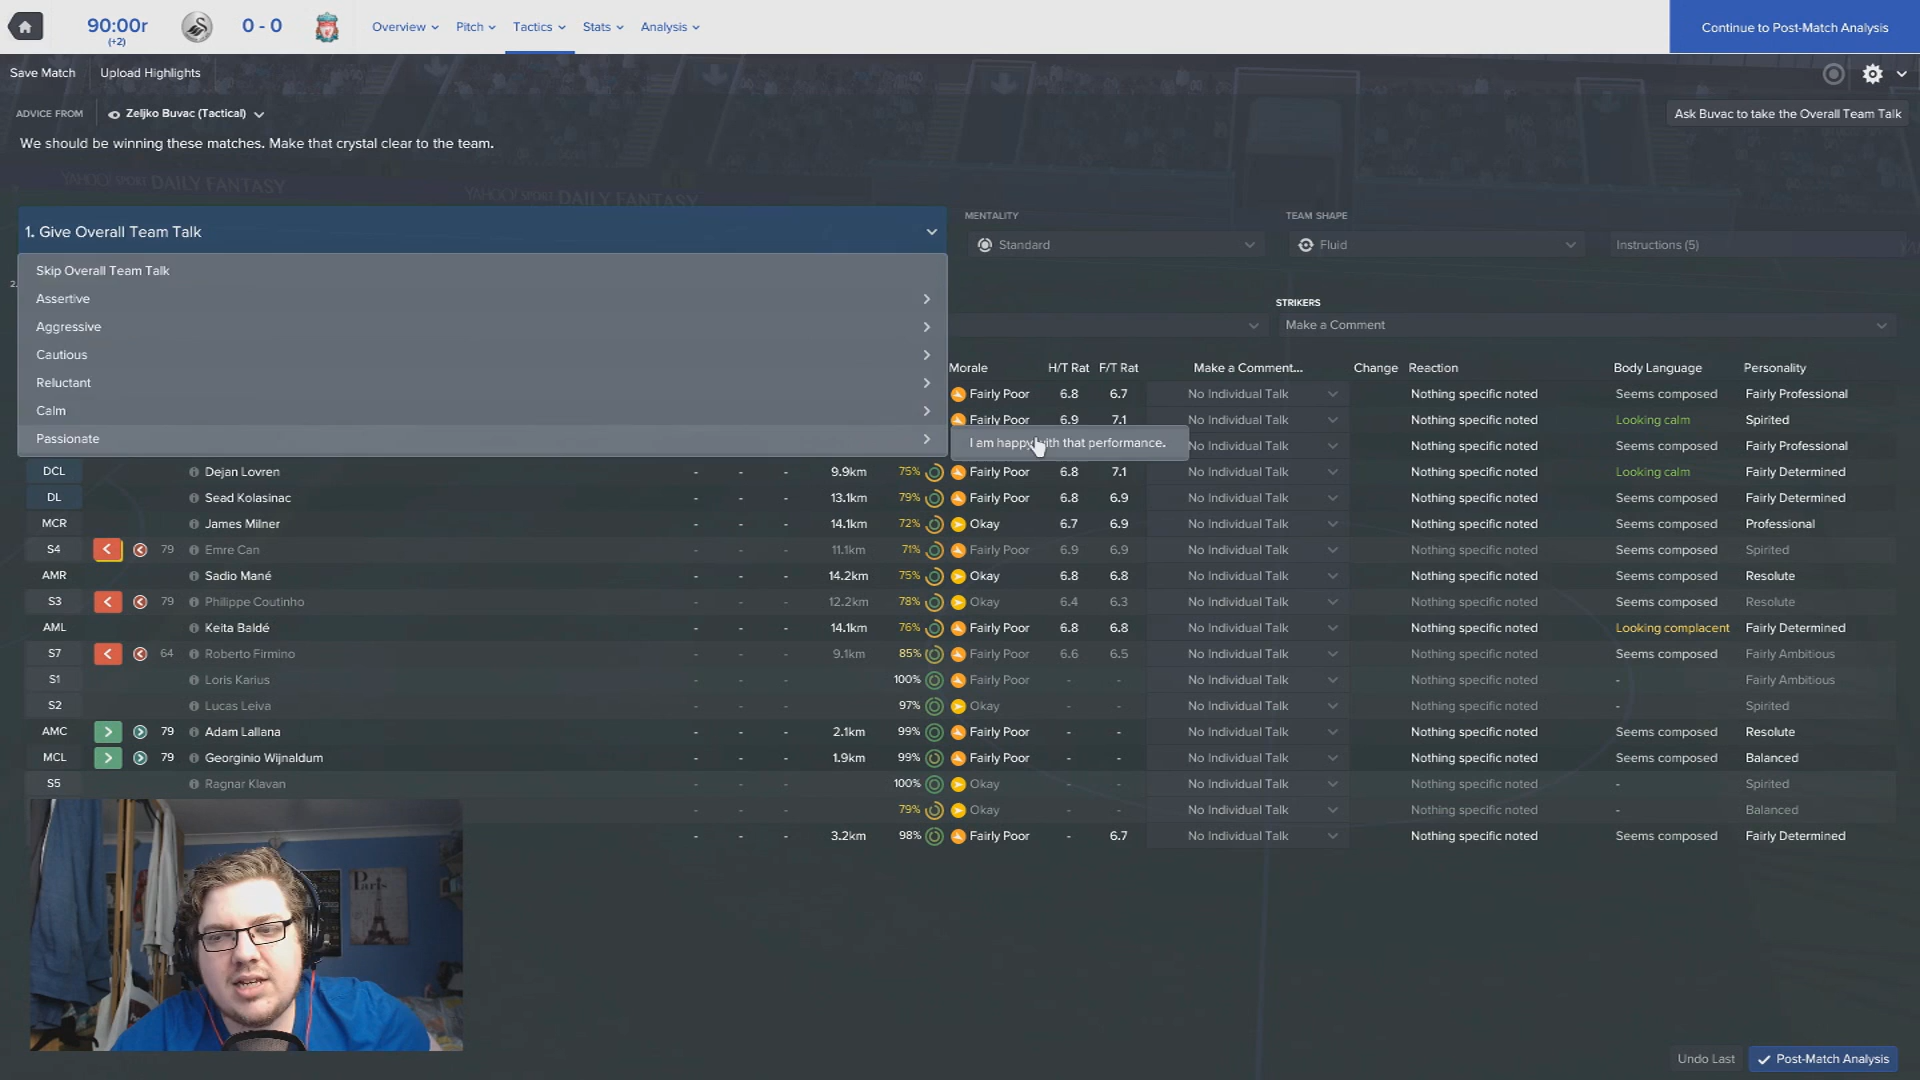 90:00r
(+2)
0 - 0
Overview
Pitch
Tactics
Stats
Analysis
Continue to Post-Match Analysis
Save Match
Upload Highlights
ADVICE FROM
Zeljko Buvac (Tactical)
Ask Buvac to take the Overall Team Talk
We should be winning these matches. Make that crystal clear to the team.
YAHOO! SPORT DAILY FANTASY
YAHOO! SPORT DAILY FANTASY
1. Give Overall Team Talk
MENTALITY
TEAM SHAPE
Standard
Fluid
Instructions (5)
Skip Overall Team Talk
2.
Assertive
Aggressive
Cautious
Reluctant
Calm
Passionate
STRIKERS
Make a Comment
I am happy with that performance.
Morale H/T Rat F/T Rat Make a Comment... Change Reaction Body Language Personality
Fairly Poor 6.8 6.7 No Individual Talk Nothing specific noted Seems composed Fairly Professional
Fairly Poor 6.9 7.1 No Individual Talk Nothing specific noted Looking calm Spirited
No Individual Talk Nothing specific noted Seems composed Fairly Professional
DCL Dejan Lovren - - - 9.9km 75% Fairly Poor 6.8 7.1 No Individual Talk Nothing specific noted Looking calm Fairly Determined
DL Sead Kolasinac - - - 13.1km 79% Fairly Poor 6.8 6.9 No Individual Talk Nothing specific noted Seems composed Fairly Determined
MCR James Milner - - - 14.1km 72% Okay 6.7 6.9 No Individual Talk Nothing specific noted Seems composed Professional
S4 79 Emre Can - - - 11.1km 71% Fairly Poor 6.9 6.9 No Individual Talk Nothing specific noted Seems composed Spirited
AMR Sadio Mané - - - 14.2km 75% Okay 6.8 6.8 No Individual Talk Nothing specific noted Seems composed Resolute
S3 79 Philippe Coutinho - - - 12.2km 78% Okay 6.4 6.3 No Individual Talk Nothing specific noted Seems composed Resolute
AML Keita Baldé - - - 14.1km 76% Fairly Poor 6.8 6.8 No Individual Talk Nothing specific noted Looking complacent Fairly Determined
S7 64 Roberto Firmino - - - 9.1km 85% Fairly Poor 6.6 6.5 No Individual Talk Nothing specific noted Seems composed Fairly Ambitious
S1 Loris Karius 100% Fairly Poor - - No Individual Talk Nothing specific noted - Fairly Ambitious
S2 Lucas Leiva 97% Okay - - No Individual Talk Nothing specific noted - Spirited
AMC 79 Adam Lallana - - - 2.1km 99% Fairly Poor - - No Individual Talk Nothing specific noted Seems composed Resolute
MCL 79 Georginio Wijnaldum - - - 1.9km 99% Fairly Poor - - No Individual Talk Nothing specific noted Seems composed Balanced
S5 Ragnar Klavan 100% Okay - - No Individual Talk Nothing specific noted - Spirited
79% Okay - - No Individual Talk Nothing specific noted - Balanced
- - - 3.2km 98% Fairly Poor - 6.7 No Individual Talk Nothing specific noted Seems composed Fairly Determined
Paris
Undo Last
Post-Match Analysis